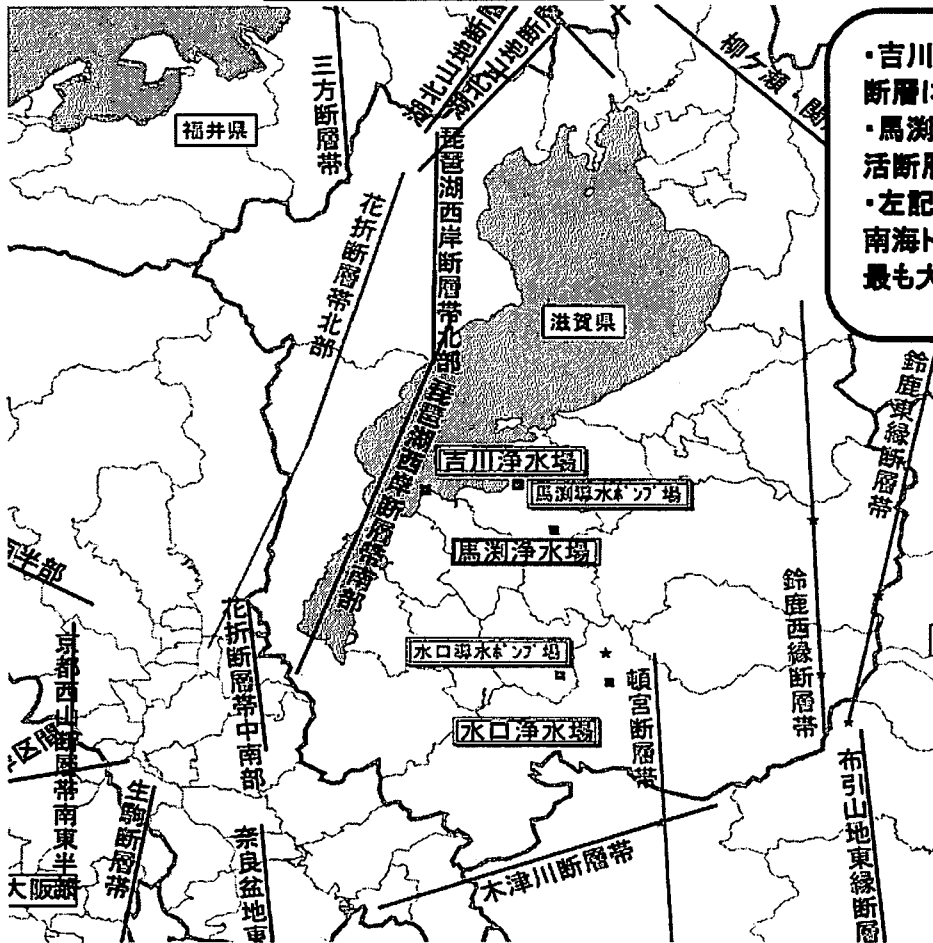 三方断層帯
福井県
湖北山地断層
湖北山地断層
柳ケ瀬・関
・吉川
断層に
・馬渕
活断層
・左記
南海ト
最も大
琵琶湖西岸断層帯北部
花折断層帯北部
滋賀県
鈴鹿東縁断層帯
琵琶湖西岸断層帯南部
吉川浄水場
馬渕導水ポンプ場
馬渕浄水場
鈴鹿西縁断層帯
半部
花折断層帯中南部
京都西山断層帯南東半
水口導水ポンプ場
頓宮断層帯
水口浄水場
区間
布引山地東縁断層
生駒断層帯
奈良盆地東
木津川断層帯
大阪